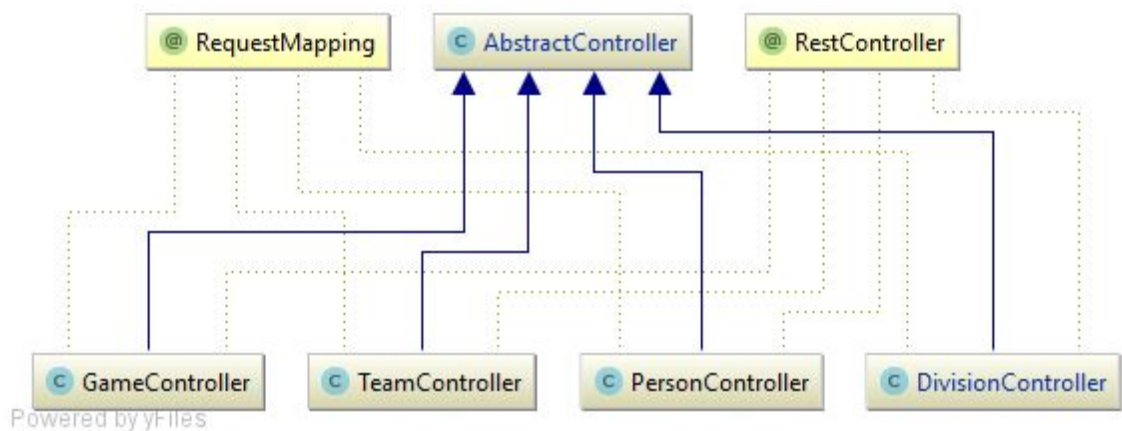 @ RequestMapping
C AbstractController
@ RestController
C GameController
C TeamController
C PersonController
C DivisionController
Powered by yFiles